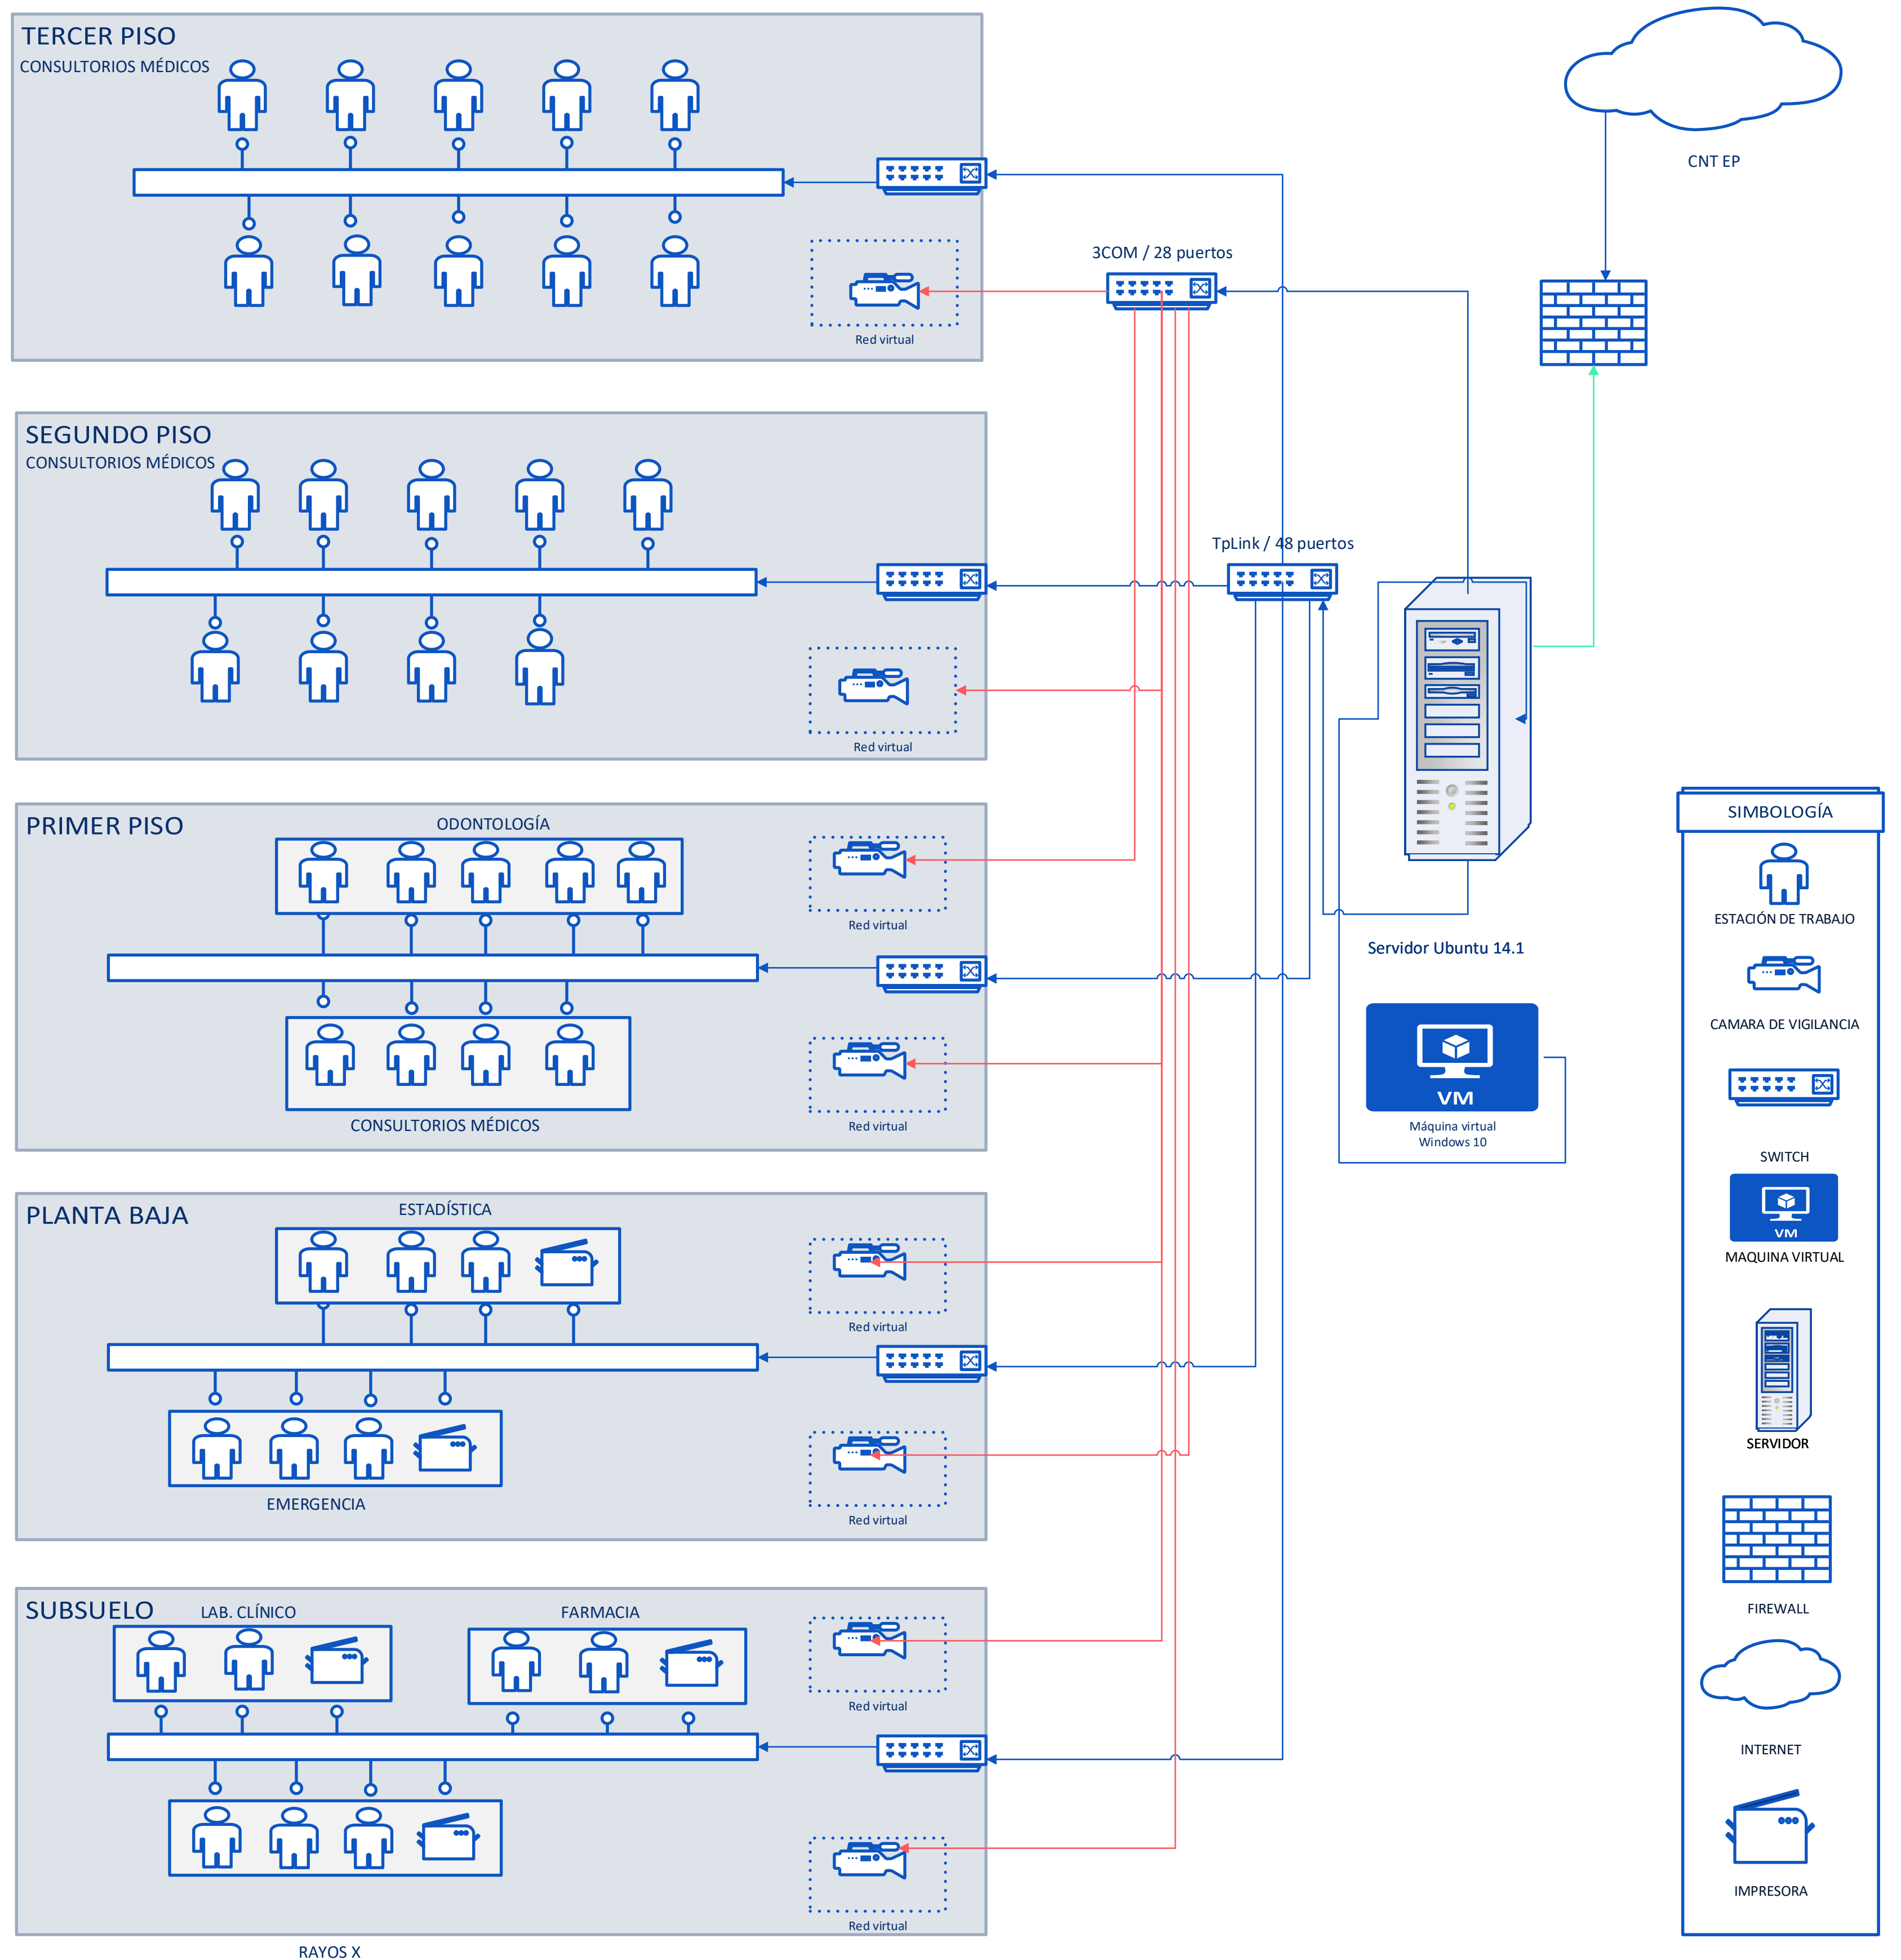 TERCER PISO
CONSULTORIOS MÉDICOS
Red virtual
3COM / 28 puertos
CNT EP
SEGUNDO PISO
CONSULTORIOS MÉDICOS
Red virtual
TpLink / 48 puertos
PRIMER PISO
ODONTOLOGÍA
Red virtual
CONSULTORIOS MÉDICOS
Red virtual
Servidor Ubuntu 14.1
VM
Máquina virtual
Windows 10
PLANTA BAJA
ESTADÍSTICA
Red virtual
EMERGENCIA
Red virtual
SUBSUELO
LAB. CLÍNICO
FARMACIA
Red virtual
Red virtual
RAYOS X
SIMBOLOGÍA
ESTACIÓN DE TRABAJO
CAMARA DE VIGILANCIA
SWITCH
VM
MAQUINA VIRTUAL
SERVIDOR
FIREWALL
INTERNET
IMPRESORA